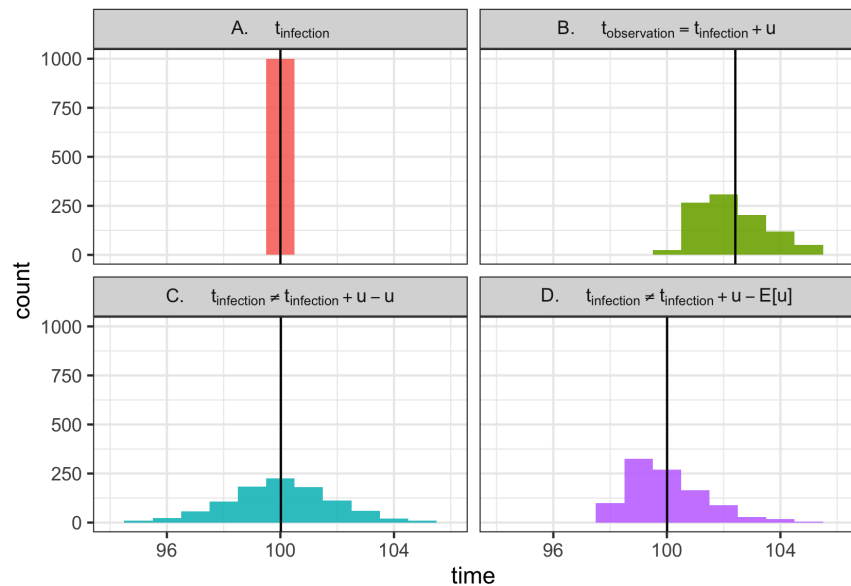 A. t_infection
B. t_observation = t_infection + u
1000
750
500
250
0
C. t_infection ≠ t_infection + u − u
D. t_infection ≠ t_infection + u − E[u]
1000
750
500
250
0
96 100 104
96 100 104
count
time